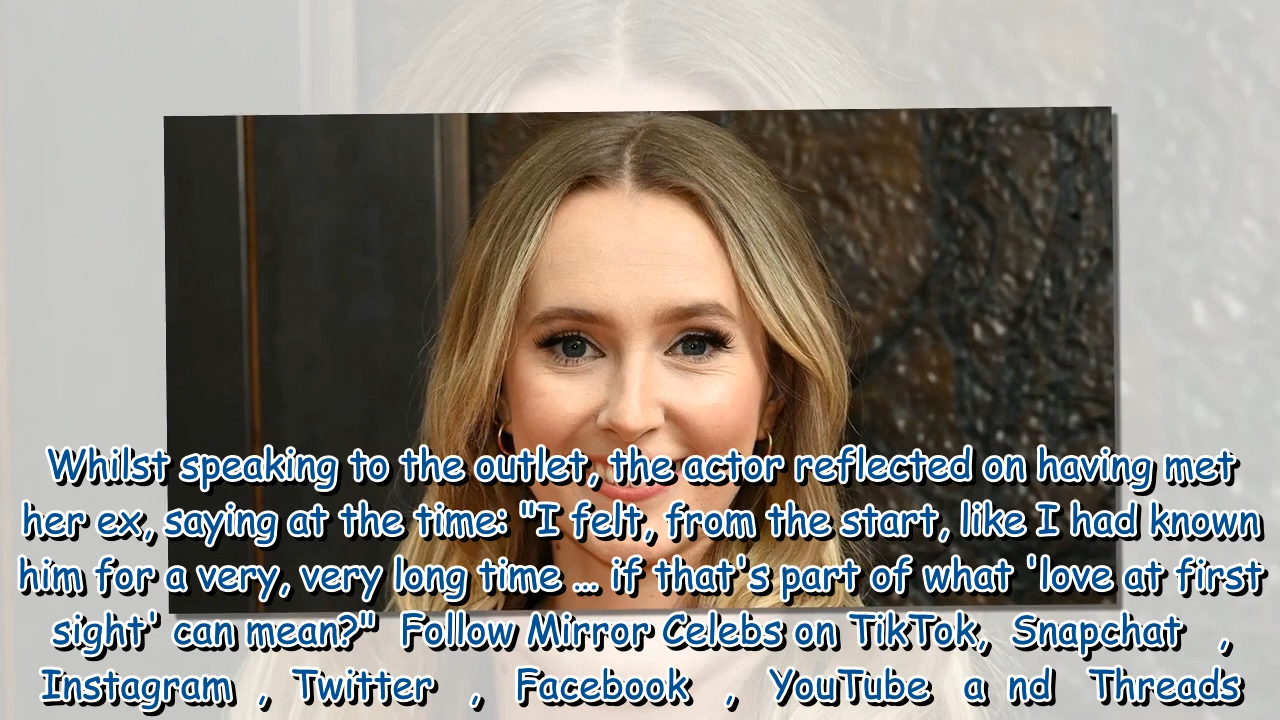 Whilst speaking to the outlet, the actor reflected on having met
her ex, saying at the time: "I felt, from the start, like I had known
him for a very, very long time ... if that's part of what 'love at first
sight' can mean?" Follow Mirror Celebs on TikTok, Snapchat ,
Instagram , Twitter , Facebook , YouTube a nd Threads